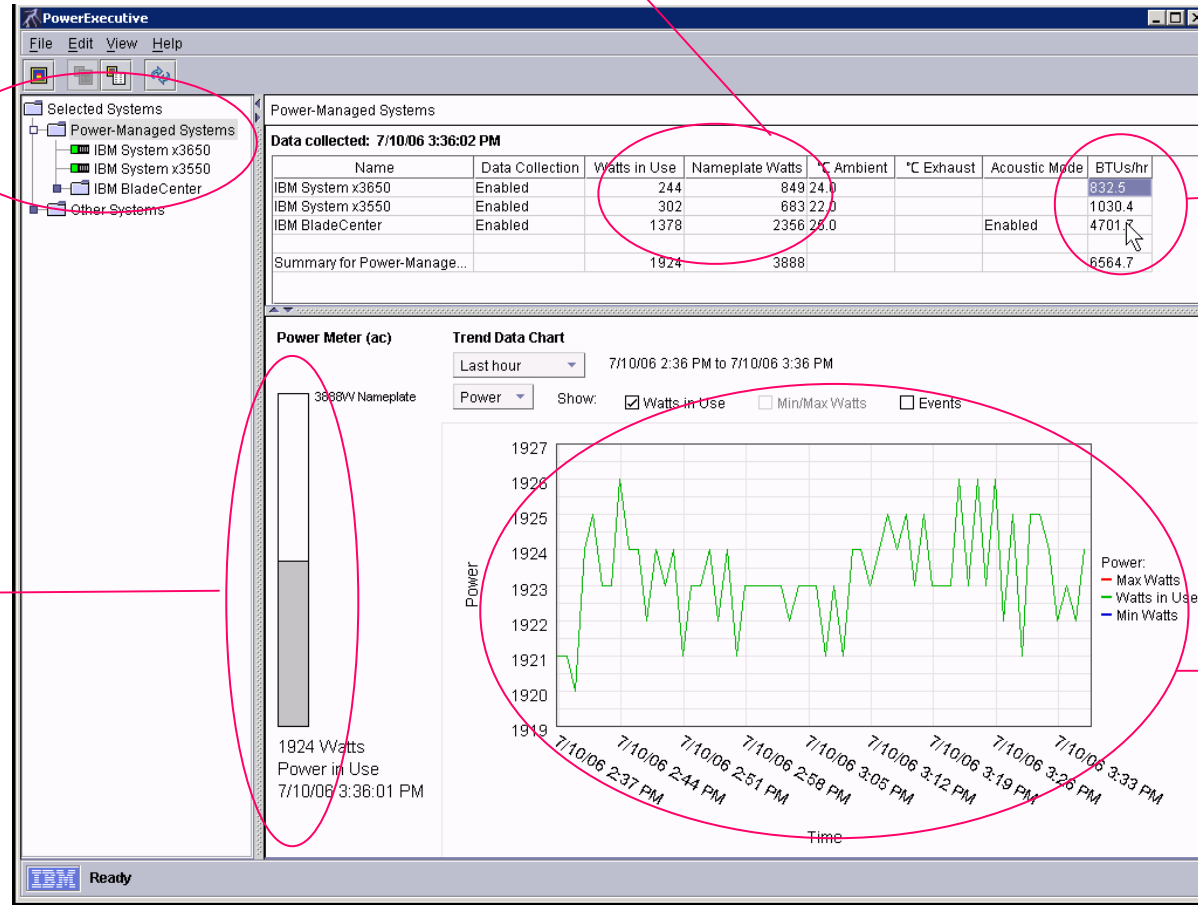 PowerExecutive
File Edit View Help
Selected Systems
Power-Managed Systems
IBM System x3650
IBM System x3550
IBM BladeCenter
Other Systems
Power-Managed Systems
Data collected: 7/10/06 3:36:02 PM
Name Data Collection Watts in Use Nameplate Watts °C Ambient °C Exhaust Acoustic Mode BTUs/hr
IBM System x3650 Enabled 244 849 24.0 832.5
IBM System x3550 Enabled 302 683 22.0 1030.4
IBM BladeCenter Enabled 1378 2356 26.0 Enabled 4701.7
Summary for Power-Manage... 1924 3888 6564.7
Power Meter (ac)
3888W Nameplate
1924 Watts
Power in Use
7/10/06 3:36:01 PM
Trend Data Chart
Last hour 7/10/06 2:36 PM to 7/10/06 3:36 PM
Power Show: Watts in Use Min/Max Watts Events
1927
1926
1925
1924
1923
1922
1921
1920
1919
Power
7/10/06 2:37 PM
7/10/06 2:44 PM
7/10/06 2:51 PM
7/10/06 2:58 PM
7/10/06 3:05 PM
7/10/06 3:12 PM
7/10/06 3:19 PM
7/10/06 3:26 PM
7/10/06 3:33 PM
Time
Power:
Max Watts
Watts in Use
Min Watts
IBM Ready